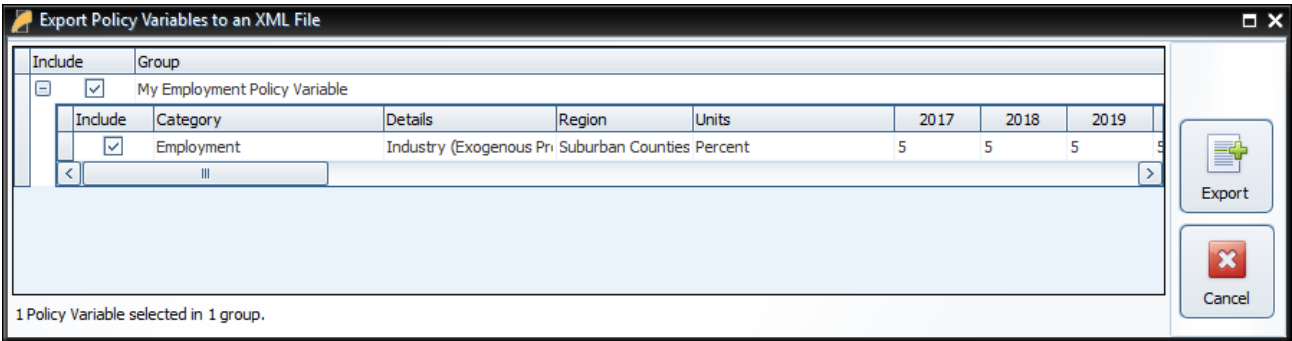 Export Policy Variables to an XML File
Include Group
My Employment Policy Variable
Include Category Details Region Units 2017 2018 2019
Employment Industry (Exogenous Pr Suburban Counties Percent 5 5 5 5
Export
Cancel
1 Policy Variable selected in 1 group.